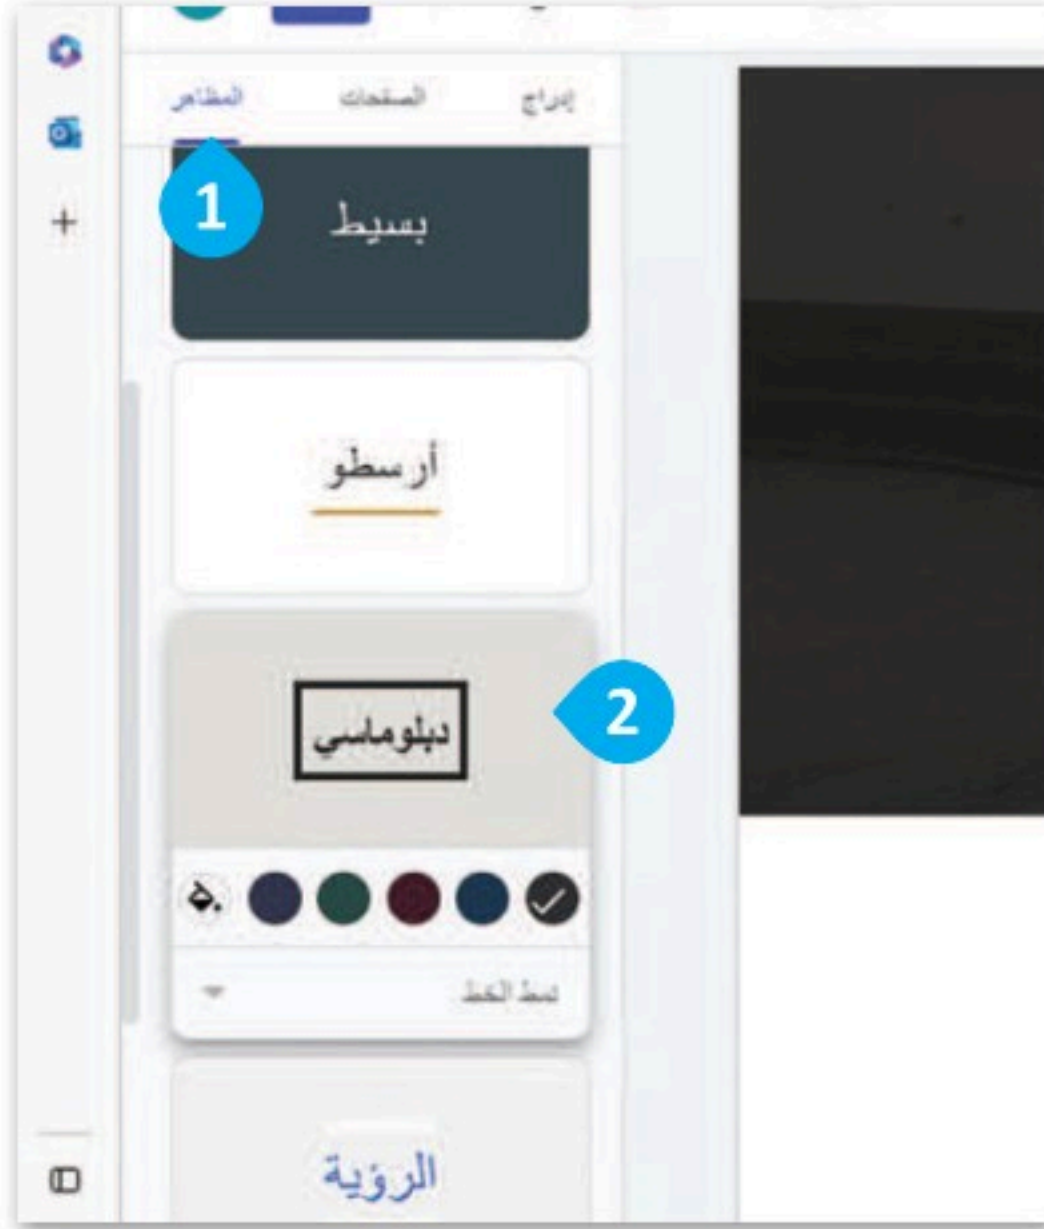 إدراج الصفحات المظاهر
1
بسيط
أرسطو
دبلوماسي
2
نمط الخط
الرؤية